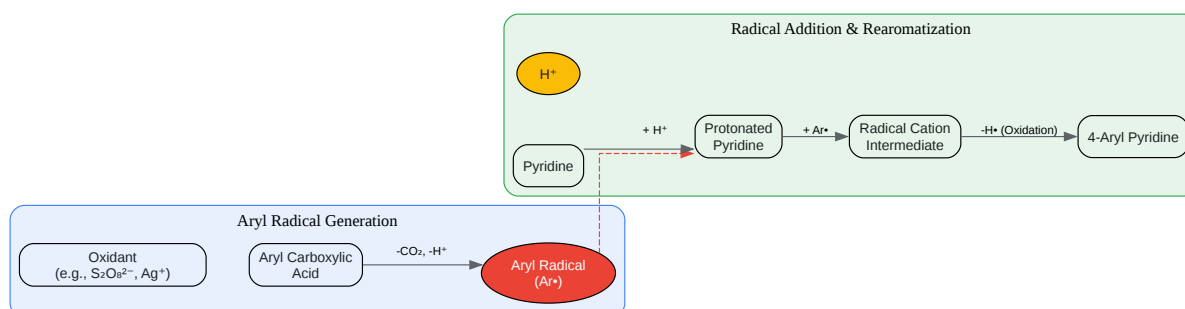 Radical Addition & Rearomatization
H⁺
+ H⁺
Pyridine
Protonated
Pyridine
+ Ar•
Radical Cation
Intermediate
-H• (Oxidation)
4-Aryl Pyridine
Aryl Radical Generation
Oxidant
(e.g., S₂O₈²⁻, Ag⁺)
Aryl Carboxylic
Acid
-CO₂, -H⁺
Aryl Radical
(Ar•)